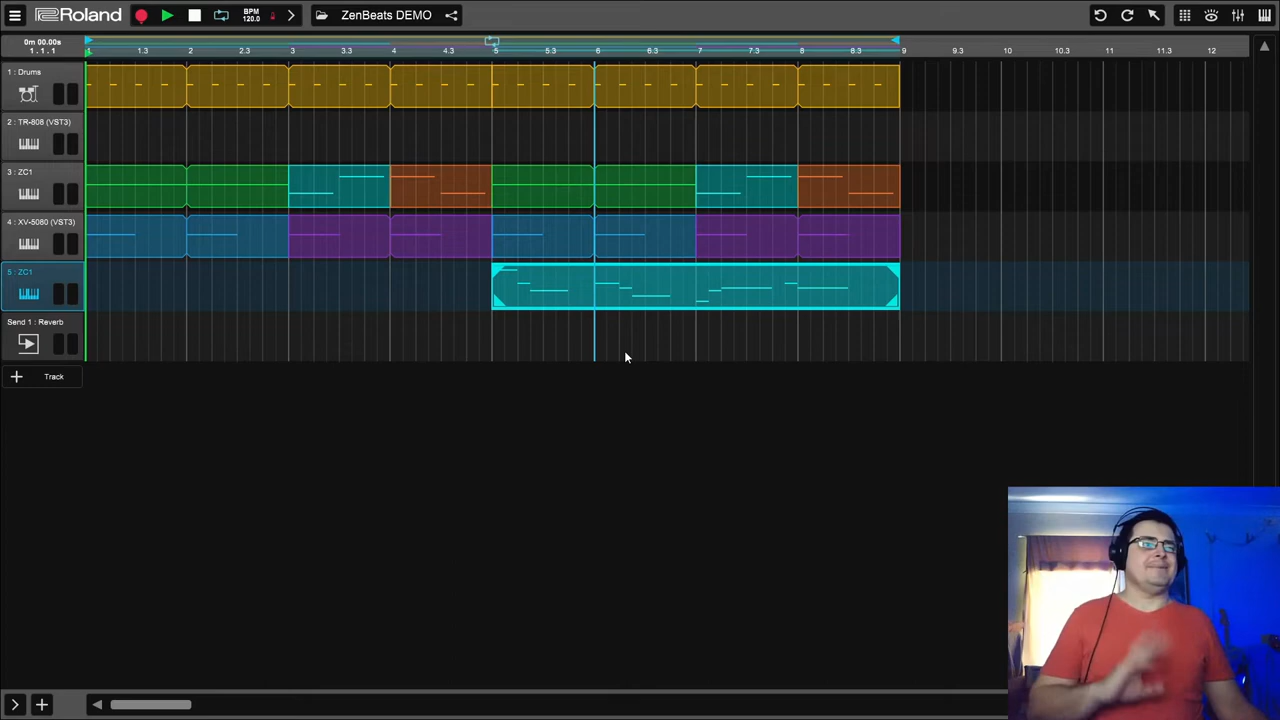 Roland
BPM
120.0
ZenBeats DEMO
0m 00.00s
1.1.1.1
1 1.3 2 2.3 3 3.3 4 4.3 5 5.3 6 6.3 7 7.3 8 8.3 9 9.3 10 10.3 11 11.3 12
1 : Drums
2 : TR-808 (VST3)
3 : ZC1
4 : XV-5080 (VST3)
5 : ZC1
Send 1 : Reverb
Track